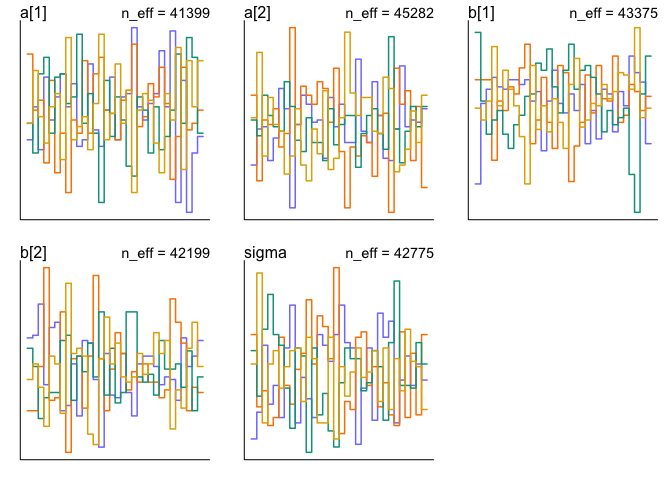 a[1] n_eff = 41399
a[2] n_eff = 45282
b[1] n_eff = 43375
b[2] n_eff = 42199
sigma n_eff = 42775